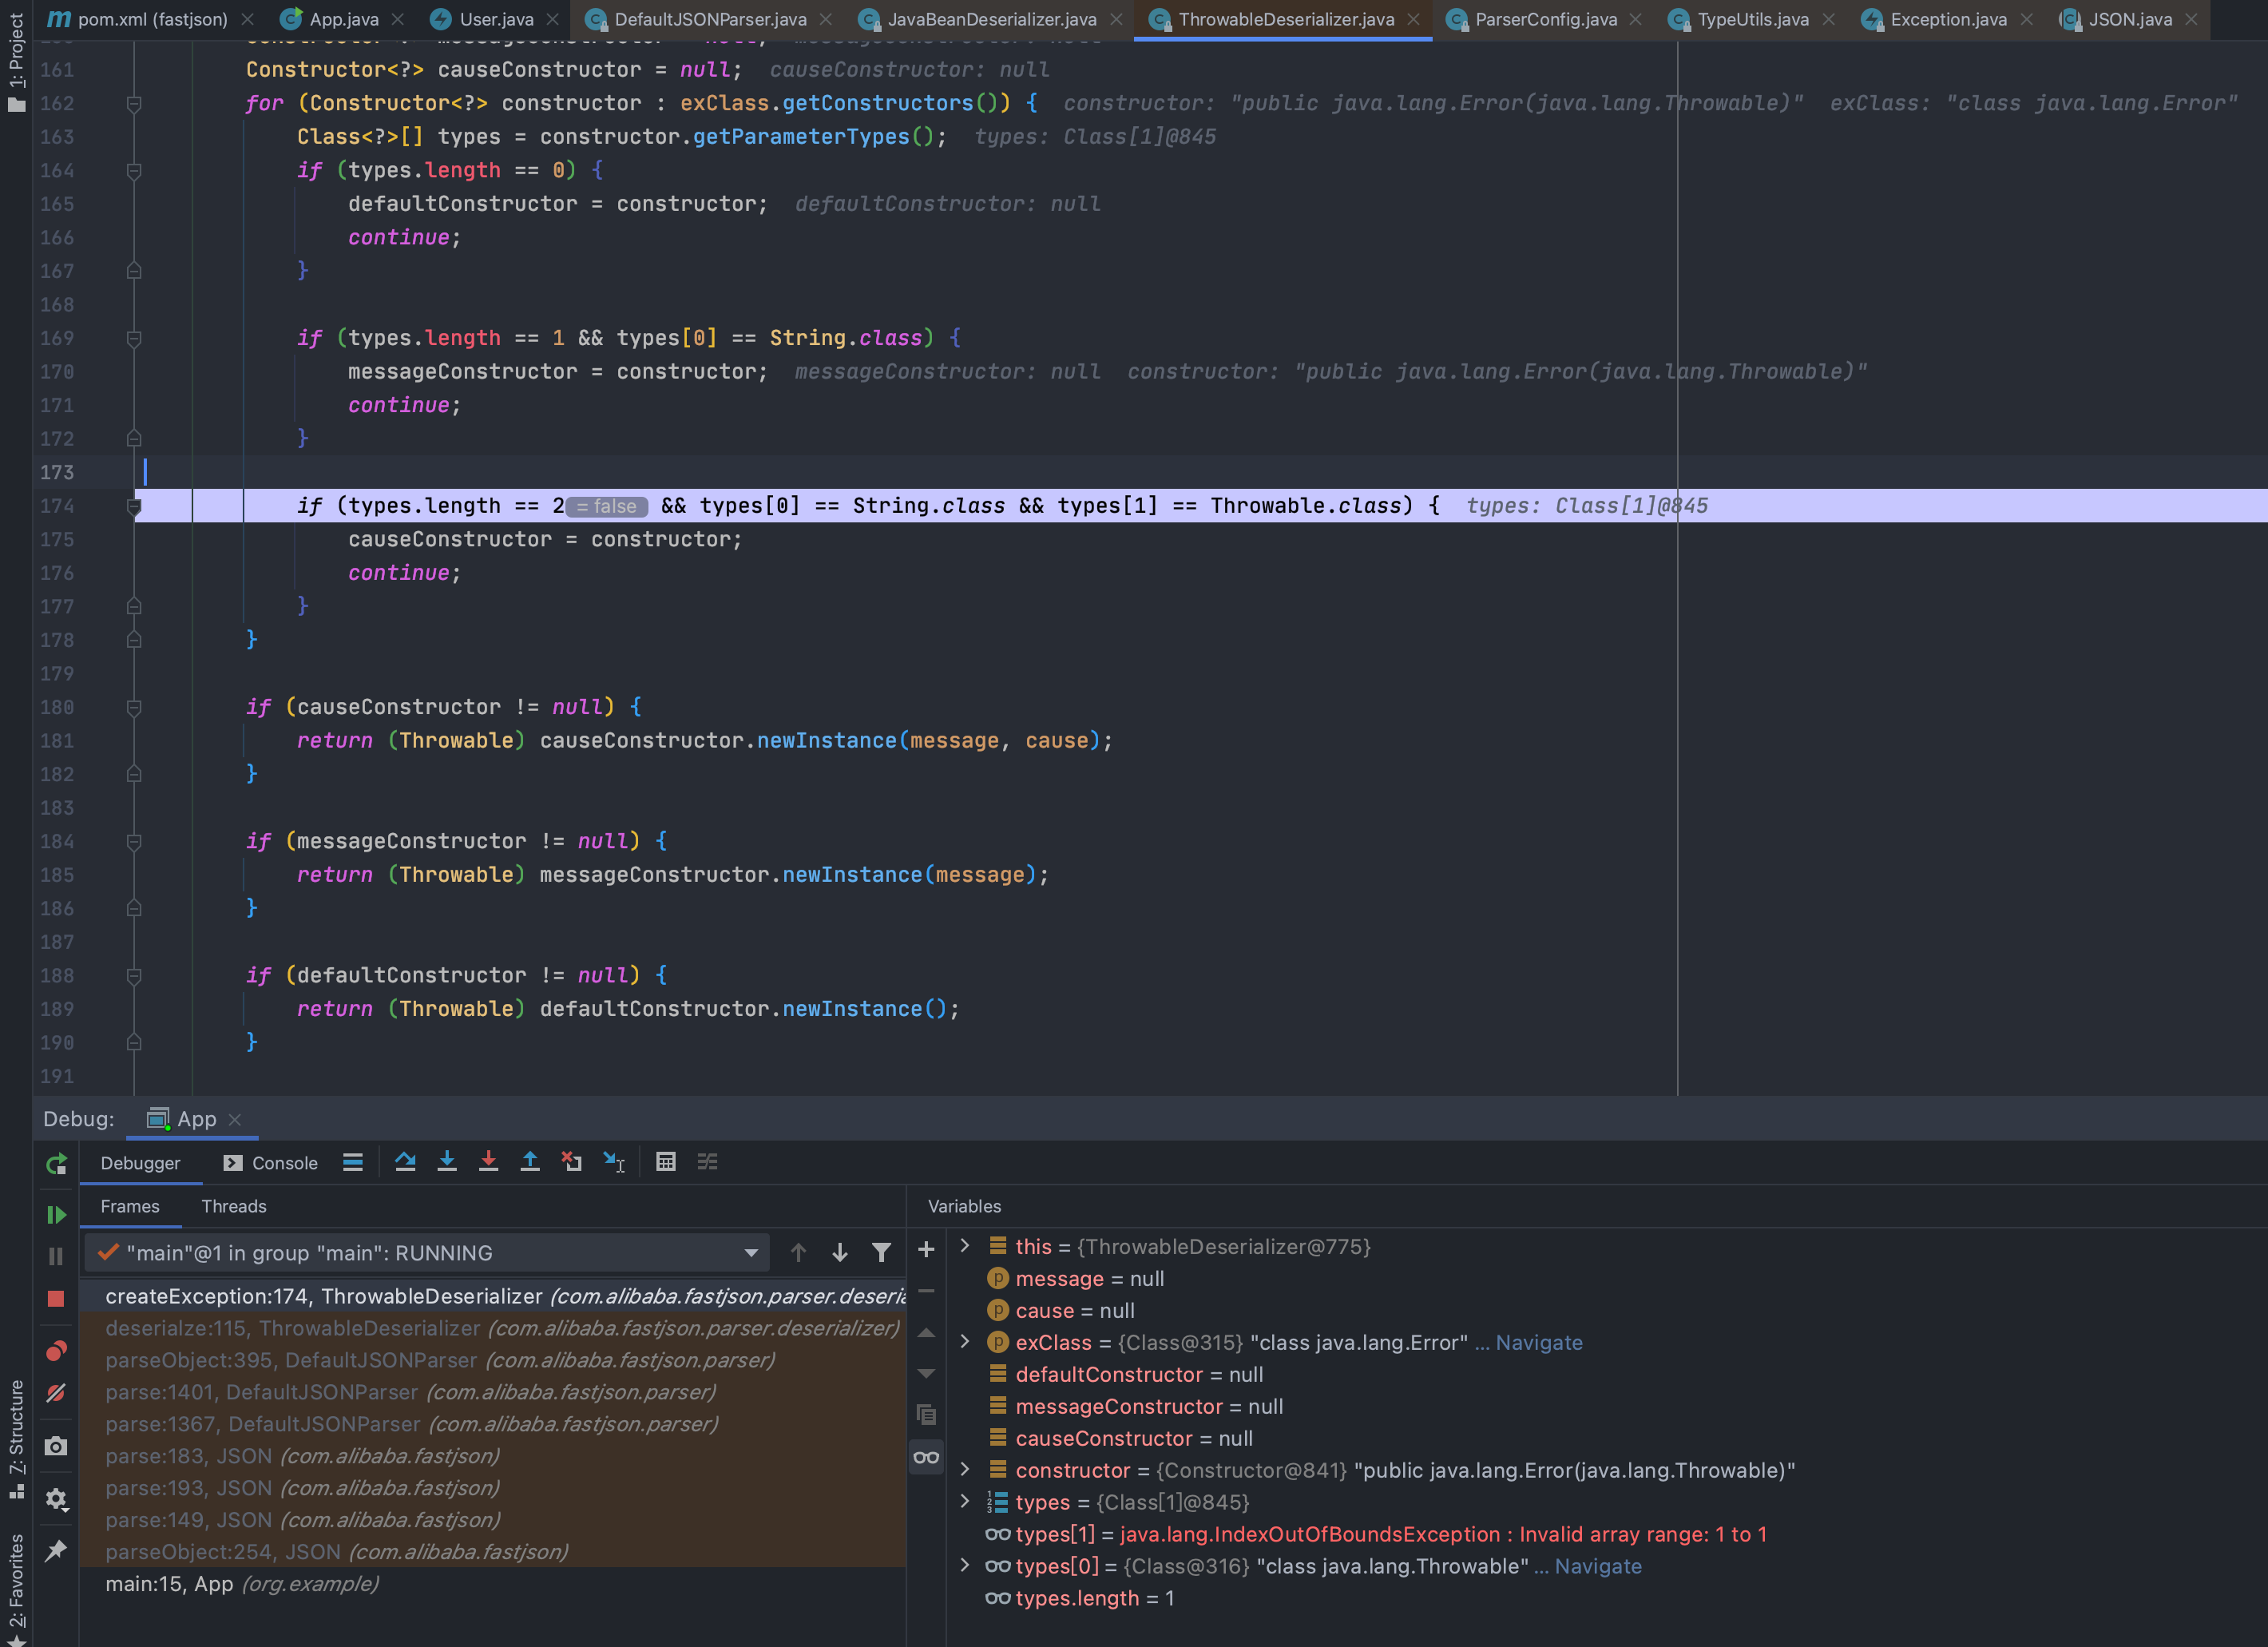 1: Project
pom.xml (fastjson) App.java User.java DefaultJSONParser.java JavaBeanDeserializer.java ThrowableDeserializer.java ParserConfig.java TypeUtils.java Exception.java JSON.java
161 Constructor<?> causeConstructor = null; causeConstructor: null
162 for (Constructor<?> constructor : exClass.getConstructors()) { constructor: "public java.lang.Error(java.lang.Throwable)" exClass: "class java.lang.Error"
163 Class<?>[] types = constructor.getParameterTypes(); types: Class[1]@845
164 if (types.length == 0) {
165 defaultConstructor = constructor; defaultConstructor: null
166 continue;
167 }
168
169 if (types.length == 1 && types[0] == String.class) {
170 messageConstructor = constructor; messageConstructor: null constructor: "public java.lang.Error(java.lang.Throwable)"
171 continue;
172 }
173
174 if (types.length == 2 = false && types[0] == String.class && types[1] == Throwable.class) { types: Class[1]@845
175 causeConstructor = constructor;
176 continue;
177 }
178 }
179
180 if (causeConstructor != null) {
181 return (Throwable) causeConstructor.newInstance(message, cause);
182 }
183
184 if (messageConstructor != null) {
185 return (Throwable) messageConstructor.newInstance(message);
186 }
187
188 if (defaultConstructor != null) {
189 return (Throwable) defaultConstructor.newInstance();
190 }
191
Debug: App
Debugger Console
Frames Threads
"main"@1 in group "main": RUNNING
createException:174, ThrowableDeserializer (com.alibaba.fastjson.parser.deseria
deserialze:115, ThrowableDeserializer (com.alibaba.fastjson.parser.deserializer)
parseObject:395, DefaultJSONParser (com.alibaba.fastjson.parser)
parse:1401, DefaultJSONParser (com.alibaba.fastjson.parser)
parse:1367, DefaultJSONParser (com.alibaba.fastjson.parser)
parse:183, JSON (com.alibaba.fastjson)
parse:193, JSON (com.alibaba.fastjson)
parse:149, JSON (com.alibaba.fastjson)
parseObject:254, JSON (com.alibaba.fastjson)
main:15, App (org.example)
Variables
this = {ThrowableDeserializer@775}
message = null
cause = null
exClass = {Class@315} "class java.lang.Error" ... Navigate
defaultConstructor = null
messageConstructor = null
causeConstructor = null
constructor = {Constructor@841} "public java.lang.Error(java.lang.Throwable)"
types = {Class[1]@845}
types[1] = java.lang.IndexOutOfBoundsException : Invalid array range: 1 to 1
types[0] = {Class@316} "class java.lang.Throwable" ... Navigate
types.length = 1
7: Structure
2: Favorites